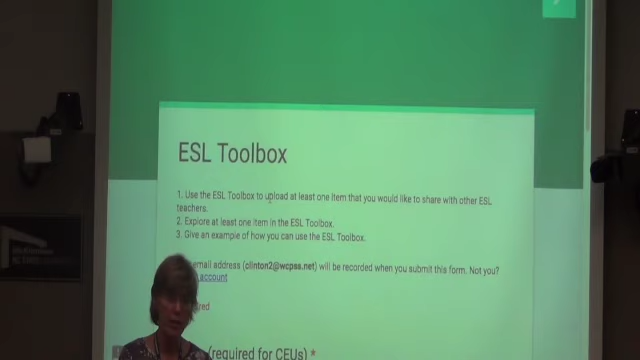 ESL Toolbox
1. Use the ESL Toolbox to upload at least one item that you would like to share with other ESL
teachers.
2. Explore at least one item in the ESL Toolbox.
3. Give an example of how you can use the ESL Toolbox.
email address (clinton2@wcpss.net) will be recorded when you submit this form. Not you?
account
(required for CEUs) *